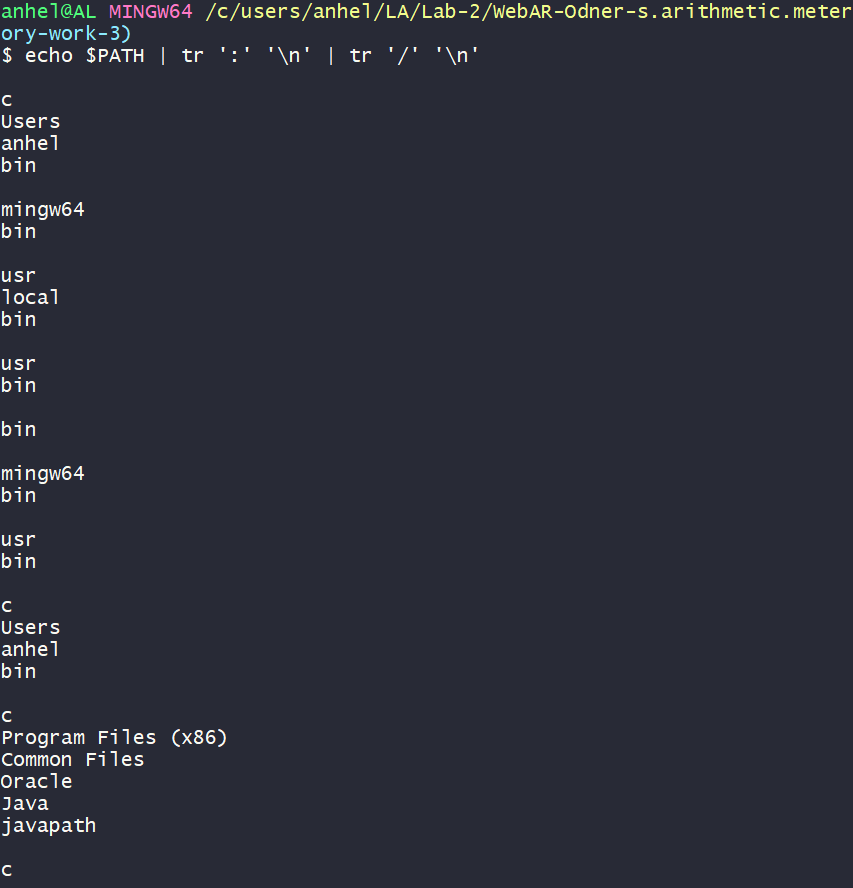 anhel@AL MINGW64 /c/users/anhel/LA/Lab-2/WebAR-Odner-s.arithmetic.meter
ory-work-3)
$ echo $PATH | tr ':' '\n' | tr '/' '\n'

c
Users
anhel
bin

mingw64
bin

usr
local
bin

usr
bin

bin

mingw64
bin

usr
bin

c
Users
anhel
bin

c
Program Files (x86)
Common Files
Oracle
Java
javapath

c